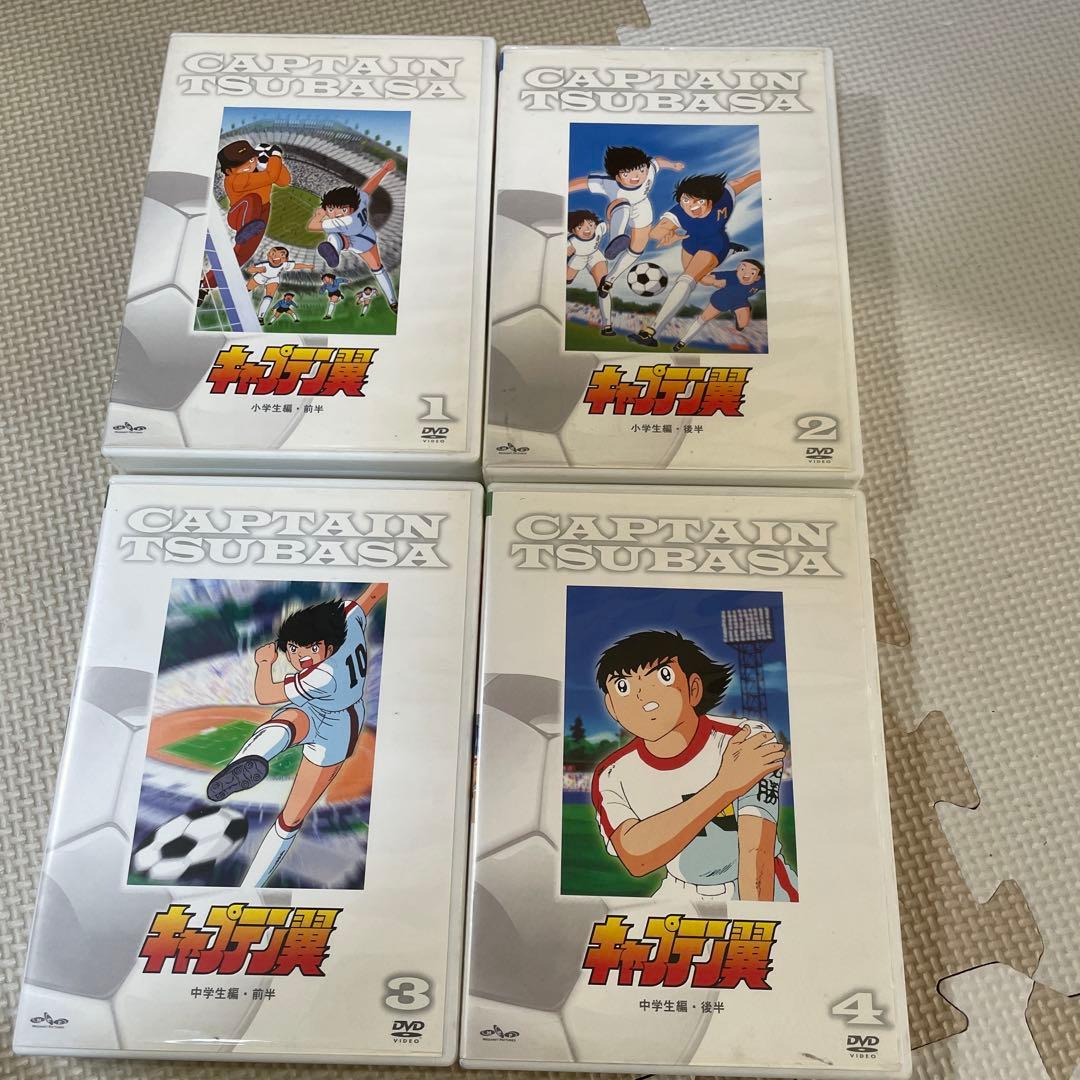 CAPTAIN
TSUBASA
10
キャプテン翼
小学生編・前半
1
DVD
VIDEO
CAPTAIN
TSUBASA
M
M
キャプテン翼
小学生編・後半
2
DVD
VIDEO
CAPTAIN
TSUBASA
10
キャプテン翼
中学生編・前半
3
DVD
VIDEO
CAPTAIN
TSUBASA
勝
キャプテン翼
中学生編・後半
4
DVD
VIDEO